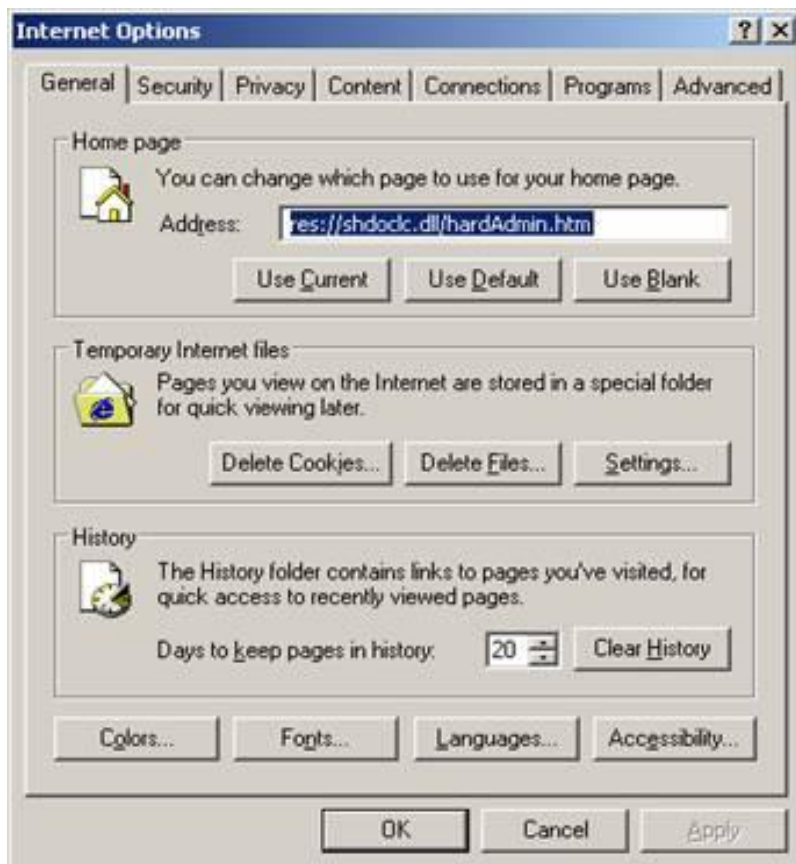 Internet Options
General Security Privacy Content Connections Programs Advanced
Home page
You can change which page to use for your home page.
Address: res://shdoclc.dll/hardAdmin.htm
Use Current Use Default Use Blank
Temporary Internet files
Pages you view on the Internet are stored in a special folder
for quick viewing later.
Delete Cookies... Delete Files... Settings...
History
The History folder contains links to pages you've visited, for
quick access to recently viewed pages.
Days to keep pages in history: 20 Clear History
Colors... Fonts... Languages... Accessibility...
OK Cancel Apply